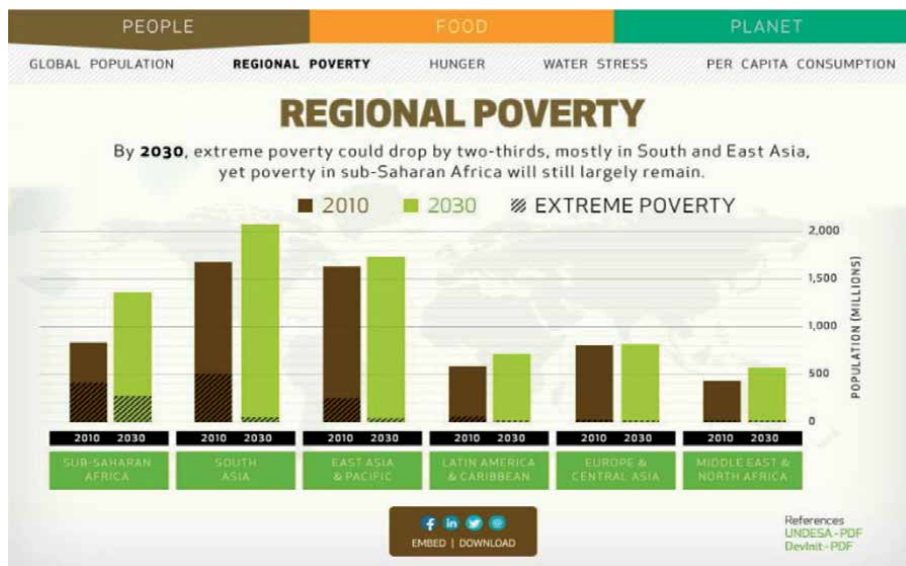 PEOPLE FOOD PLANET
GLOBAL POPULATION REGIONAL POVERTY HUNGER WATER STRESS PER CAPITA CONSUMPTION
REGIONAL POVERTY
By 2030, extreme poverty could drop by two-thirds, mostly in South and East Asia,
yet poverty in sub-Saharan Africa will still largely remain.
2010 2030 EXTREME POVERTY
2,000
1,500
1,000
500
0
POPULATION (MILLIONS)
2010 2030 2010 2030 2010 2030 2010 2030 2010 2030 2010 2030
SUB-SAHARAN AFRICA
SOUTH ASIA
EAST ASIA & PACIFIC
LATIN AMERICA & CARIBBEAN
EUROPE & CENTRAL ASIA
MIDDLE EAST & NORTH AFRICA
f in
EMBED | DOWNLOAD
References
UNDESA-PDF
DevInit-PDF